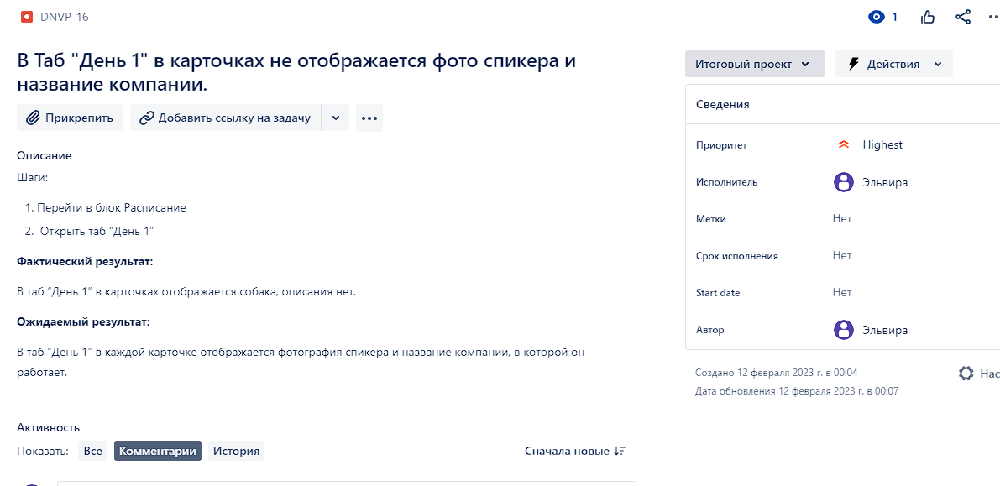 DNVP-16
1
В Таб "День 1" в карточках не отображается фото спикера и
название компании.
Прикрепить
Добавить ссылку на задачу
Описание
Шаги:
1. Перейти в блок Расписание
2. Открыть таб “День 1”
Фактический результат:
В таб “День 1” в карточках отображается собака, описания нет.
Ожидаемый результат:
В таб “День 1” в каждой карточке отображается фотография спикера и название компании, в которой он
работает.
Активность
Показать: Все Комментарии История Сначала новые
Итоговый проект Действия
Сведения
Приоритет Highest
Исполнитель Эльвира
Метки Нет
Срок исполнения Нет
Start date Нет
Автор Эльвира
Создано 12 февраля 2023 г. в 00:04
Дата обновления 12 февраля 2023 г. в 00:07
Нас